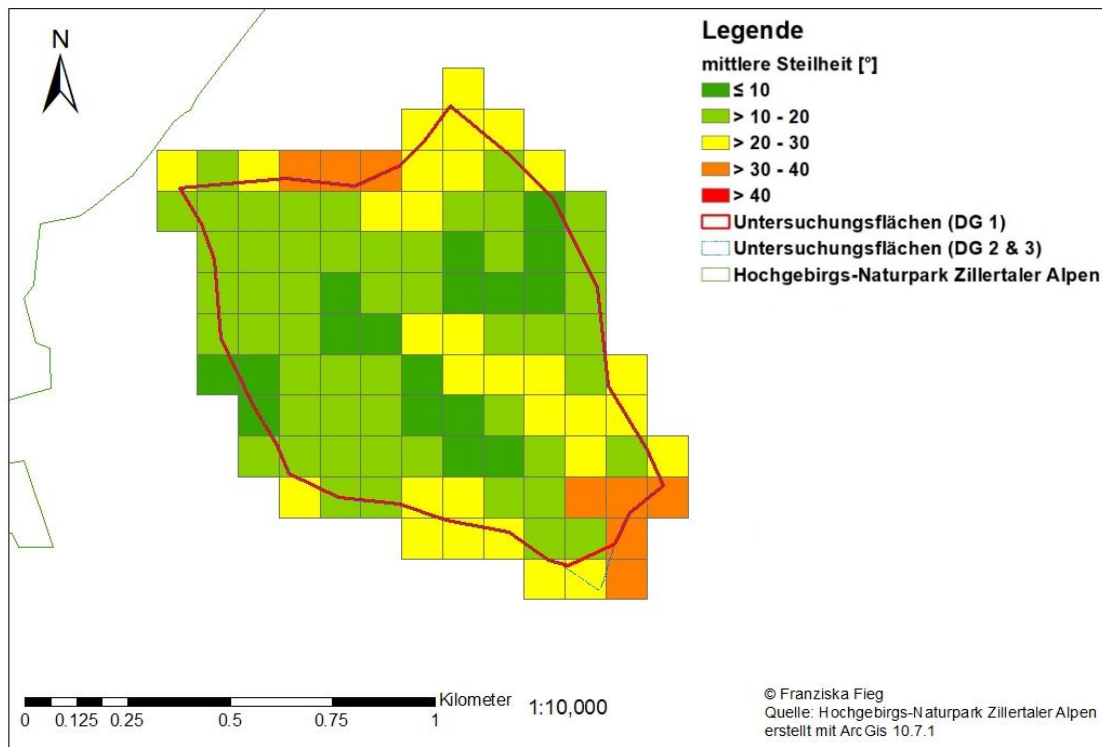 N
Legende
mittlere Steilheit [°]
≤ 10
> 10 - 20
> 20 - 30
> 30 - 40
> 40
Untersuchungsflächen (DG 1)
Untersuchungsflächen (DG 2 & 3)
Hochgebirgs-Naturpark Zillertaler Alpen
Kilometer
0 0.125 0.25 0.5 0.75 1
1:10,000
© Franziska Fieg
Quelle: Hochgebirgs-Naturpark Zillertaler Alpen
erstellt mit ArcGis 10.7.1